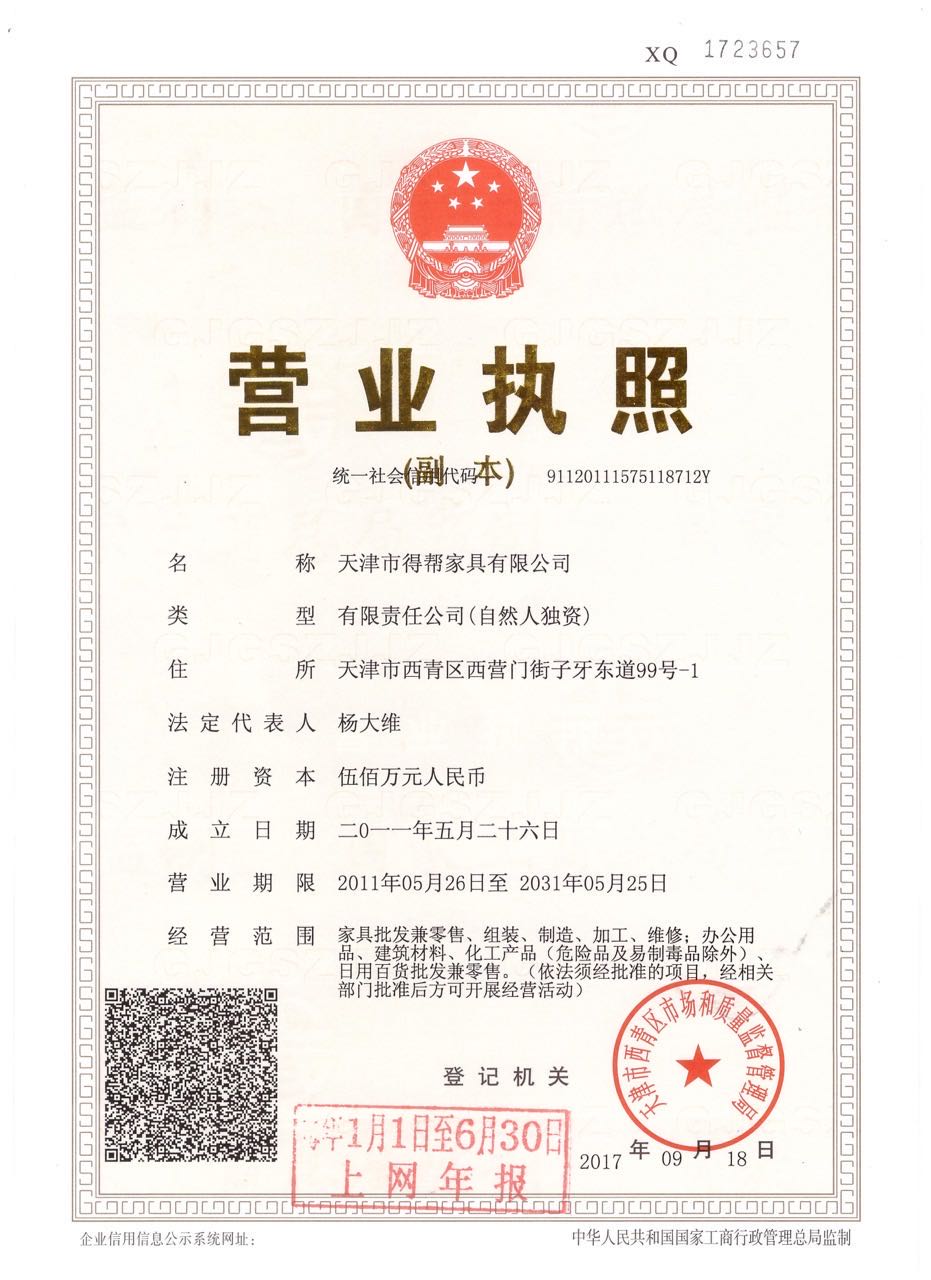 XQ 1723657
营业执照
(副 本)
统一社会信用代码 91120111575118712Y
名 称 天津市得帮家具有限公司
类 型 有限责任公司(自然人独资)
住 所 天津市西青区西营门街子牙东道99号-1
法定代表人 杨大维
注册资本 伍佰万元人民币
成立日期 二0一一年五月二十六日
营业期限 2011年05月26日至 2031年05月25日
经营范围 家具批发兼零售、组装、制造、加工、维修；办公用
品、建筑材料、化工产品（危险品及易制毒品除外）、
日用百货批发兼零售。（依法须经批准的项目，经相关
部门批准后方可开展经营活动）
天津市西青区市场和质量监督管理局
登记机关
每年1月1日至6月30日
上网年报
2017 年 09 月 18 日
企业信用信息公示系统网址：
中华人民共和国国家工商行政管理总局监制